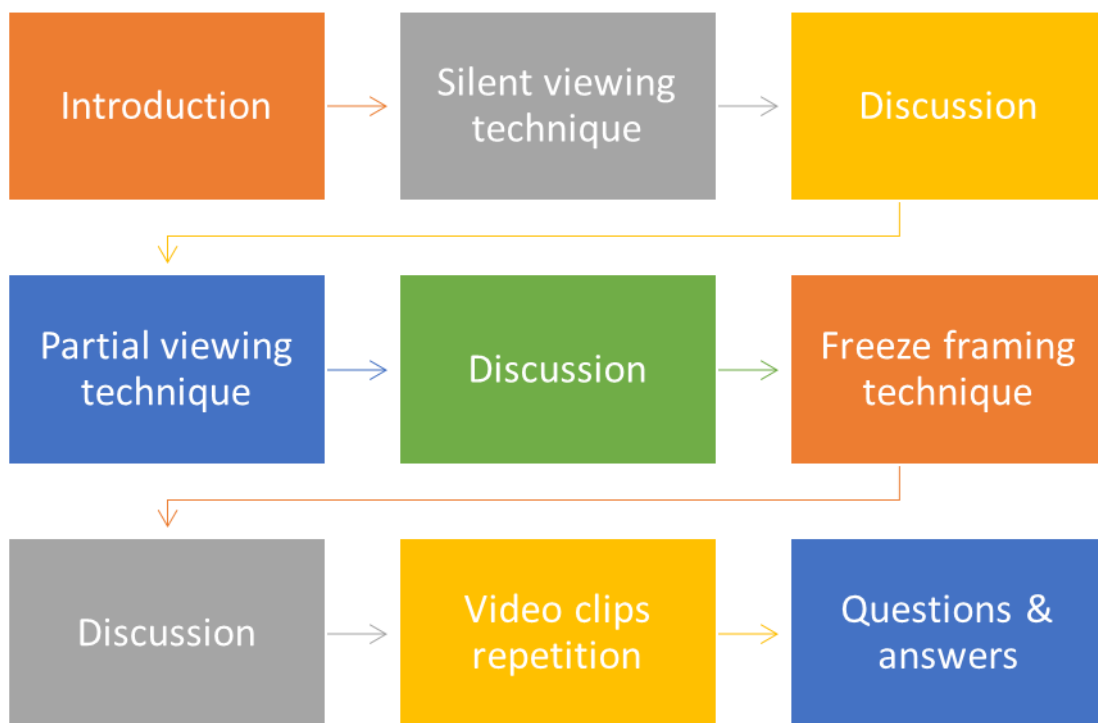 Introduction
Silent viewing
technique
Discussion
Partial viewing
technique
Discussion
Freeze framing
technique
Discussion
Video clips
repetition
Questions &
answers